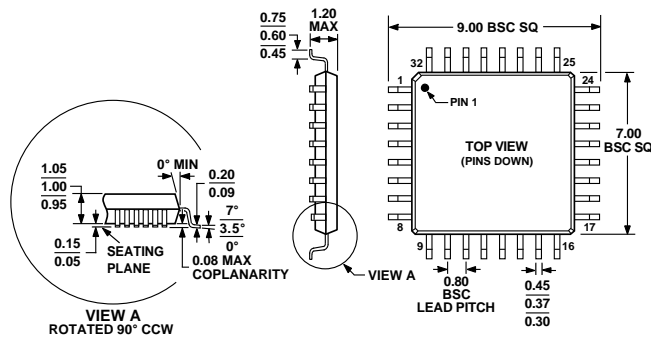 0.75
0.60
0.45
1.20
MAX
9.00 BSC SQ
32
25
1
24
PIN 1
TOP VIEW
(PINS DOWN)
7.00
BSC SQ
8
17
9
16
0.80
BSC
LEAD PITCH
0.45
0.37
0.30
VIEW A
1.05
1.00
0.95
0° MIN
0.20
0.09
7°
3.5°
0°
0.15
0.05
SEATING
PLANE
0.08 MAX
COPLANARITY
VIEW A
ROTATED 90° CCW